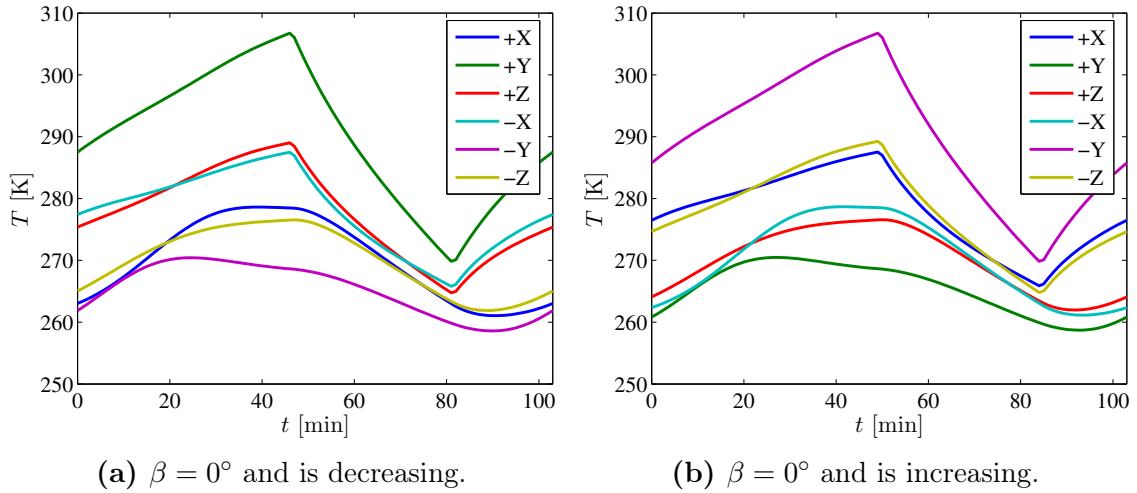 310
300
290
280
270
260
250
T [K]
0 20 40 60 80 100
t [min]
+X
+Y
+Z
−X
−Y
−Z
(a) β = 0° and is decreasing.
310
300
290
280
270
260
250
T [K]
0 20 40 60 80 100
t [min]
+X
+Y
+Z
−X
−Y
−Z
(b) β = 0° and is increasing.